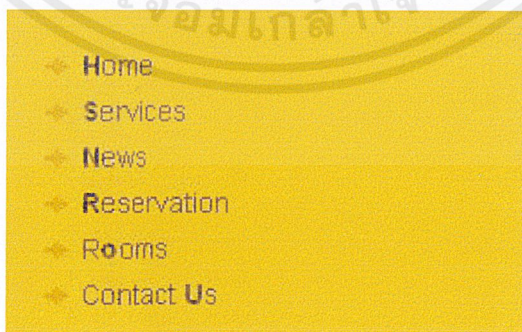 Home
Services
News
Reservation
Rooms
Contact Us